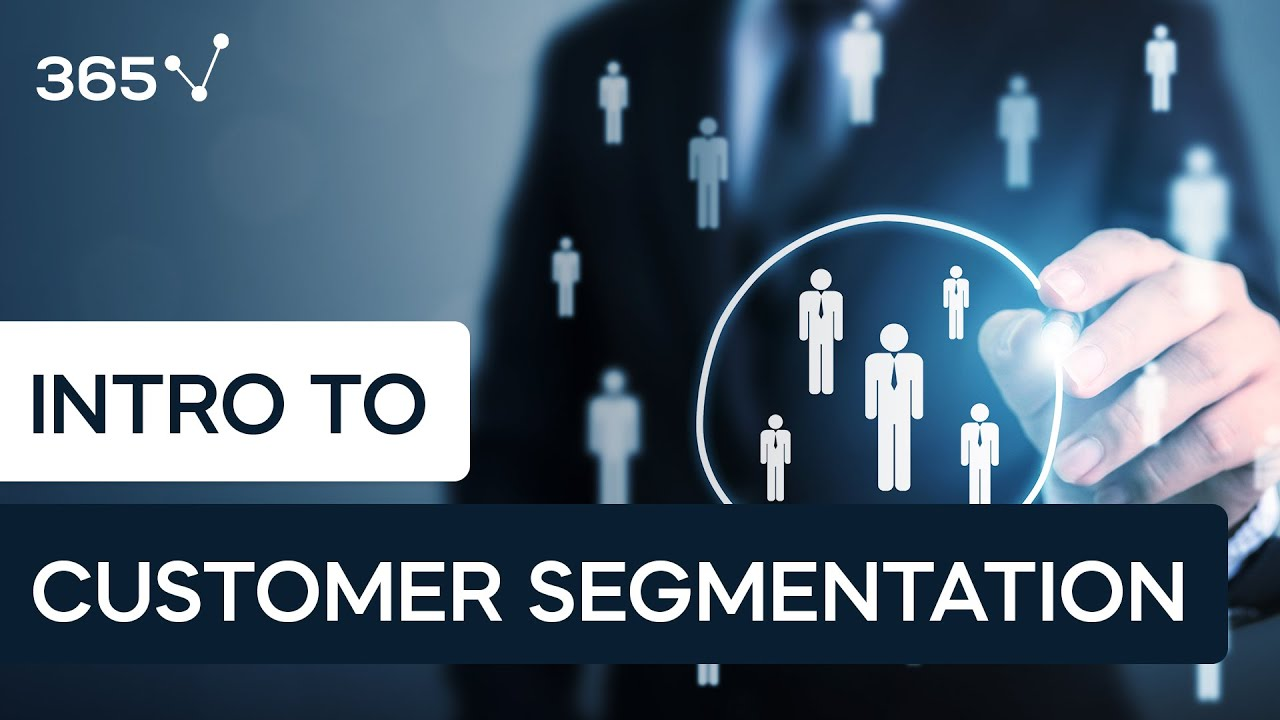 365
INTRO TO
CUSTOMER SEGMENTATION